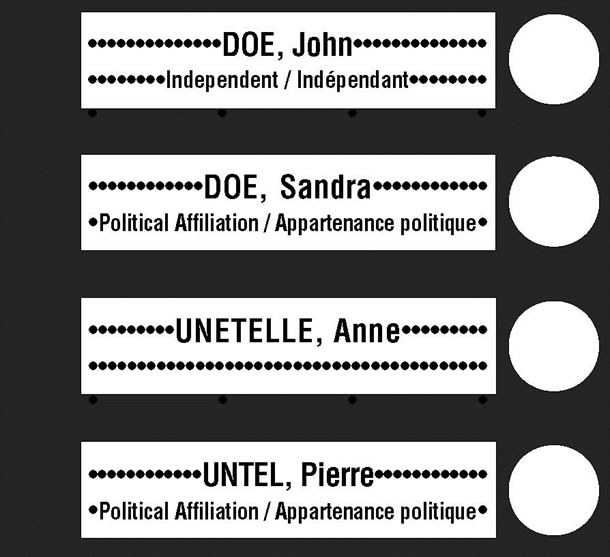 DOE, John
Independent / Indépendant
DOE, Sandra
Political Affiliation / Appartenance politique
UNETELLE, Anne
UNTEL, Pierre
Political Affiliation / Appartenance politique